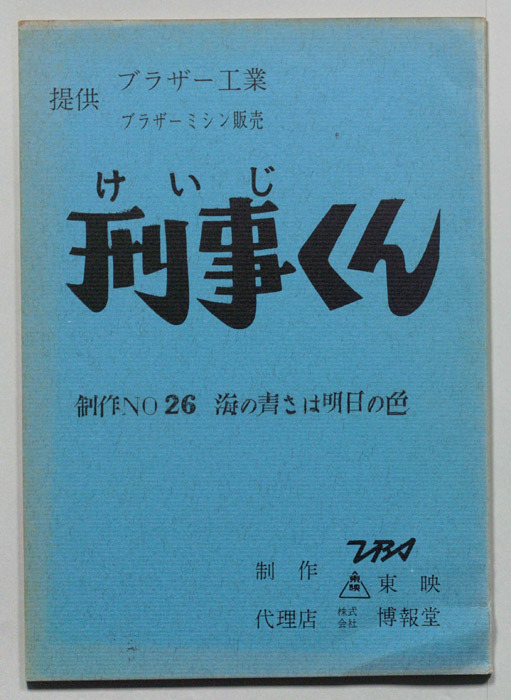 提供 ブラザー工業
ブラザーミシン販売
けいじ
刑事くん
制作NO 26 海の青さは明日の色
TBS
制作 東映 東映
代理店 株式会社 博報堂